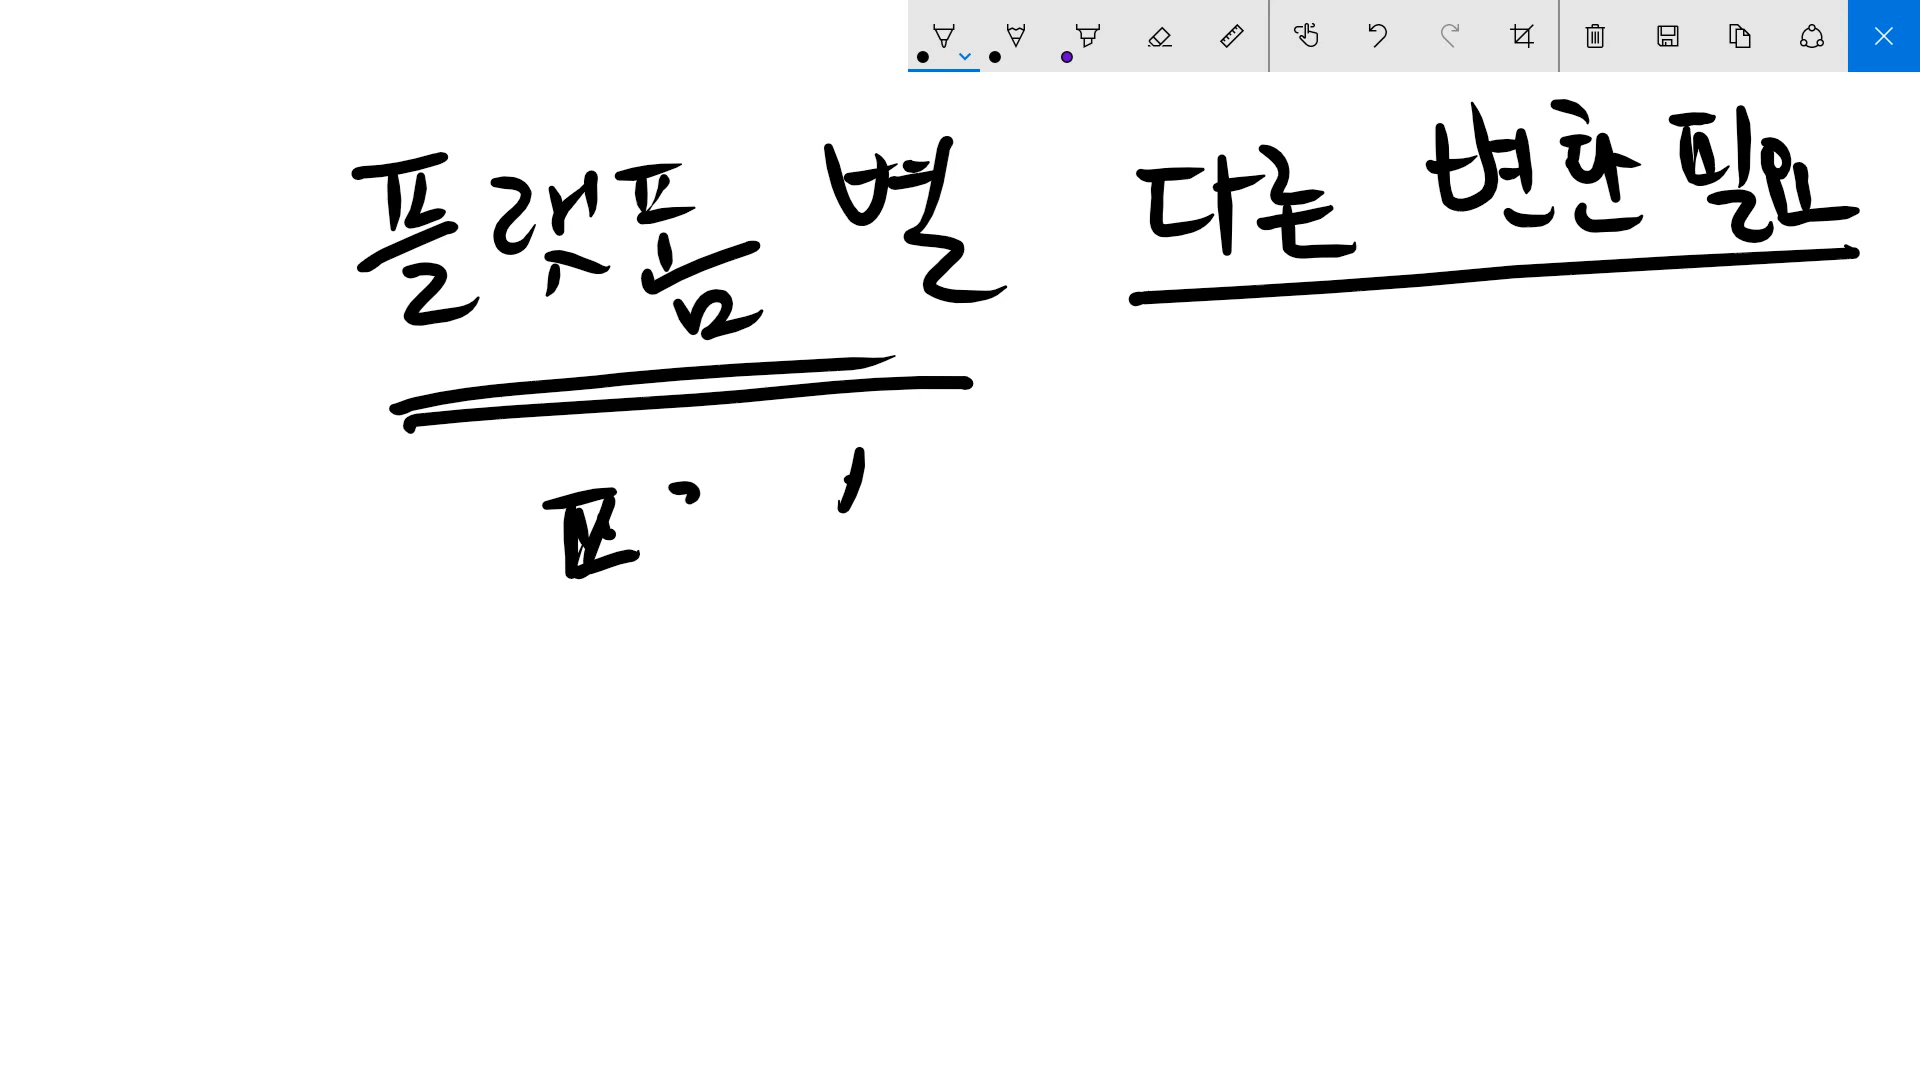 플랫폼 별 다른 변환 필요